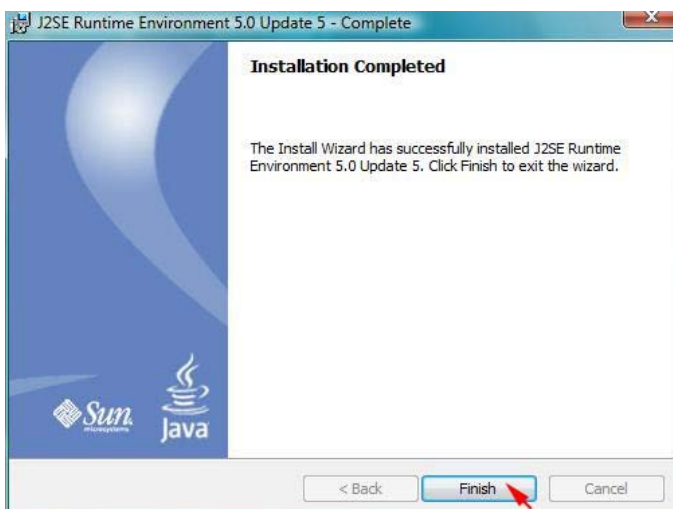 J2SE Runtime Environment 5.0 Update 5 - Complete
Installation Completed
The Install Wizard has successfully installed J2SE Runtime
Environment 5.0 Update 5. Click Finish to exit the wizard.
Sun
microsystems
Java
< Back
Finish
Cancel